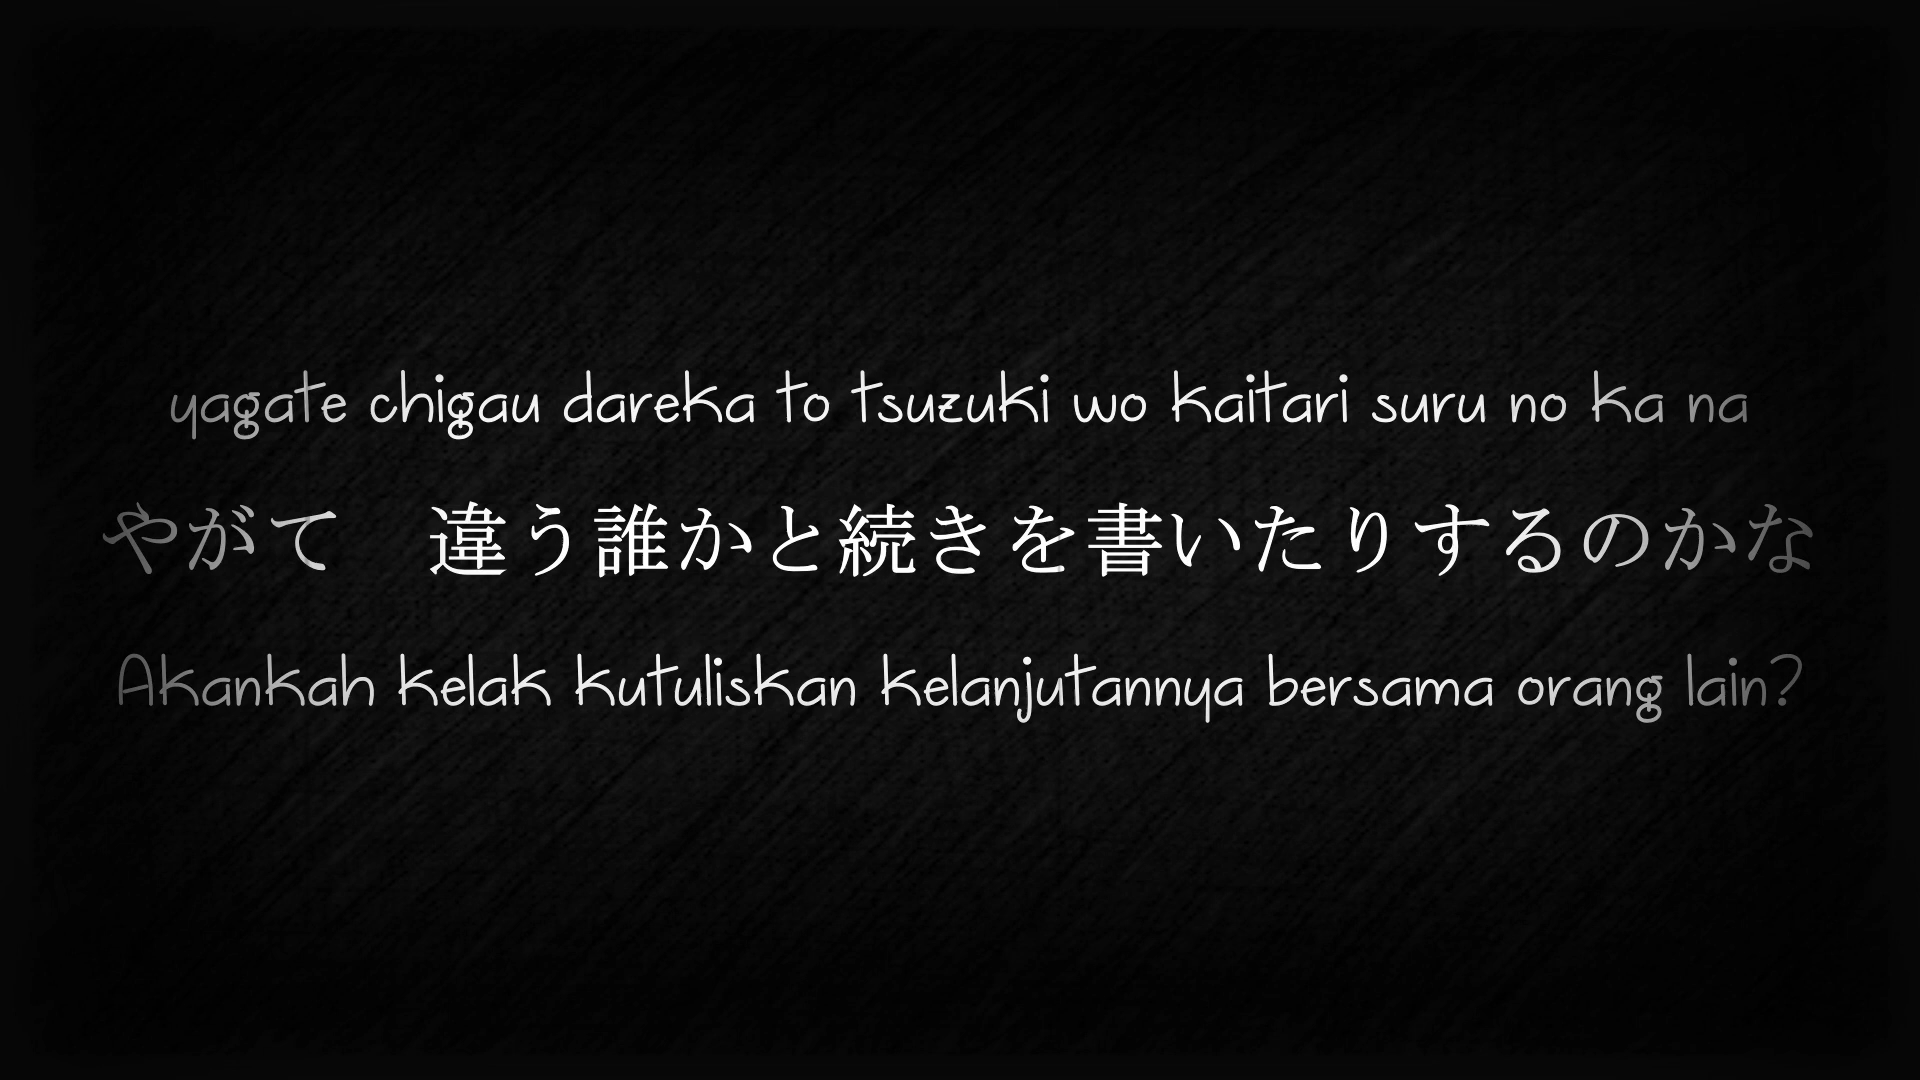 yagate chigau dareka to tsuzuki wo kaitari suru no ka na
やがて　違う誰かと続きを書いたりするのかな
Akankah kelak kutuliskan kelanjutannya bersama orang lain?